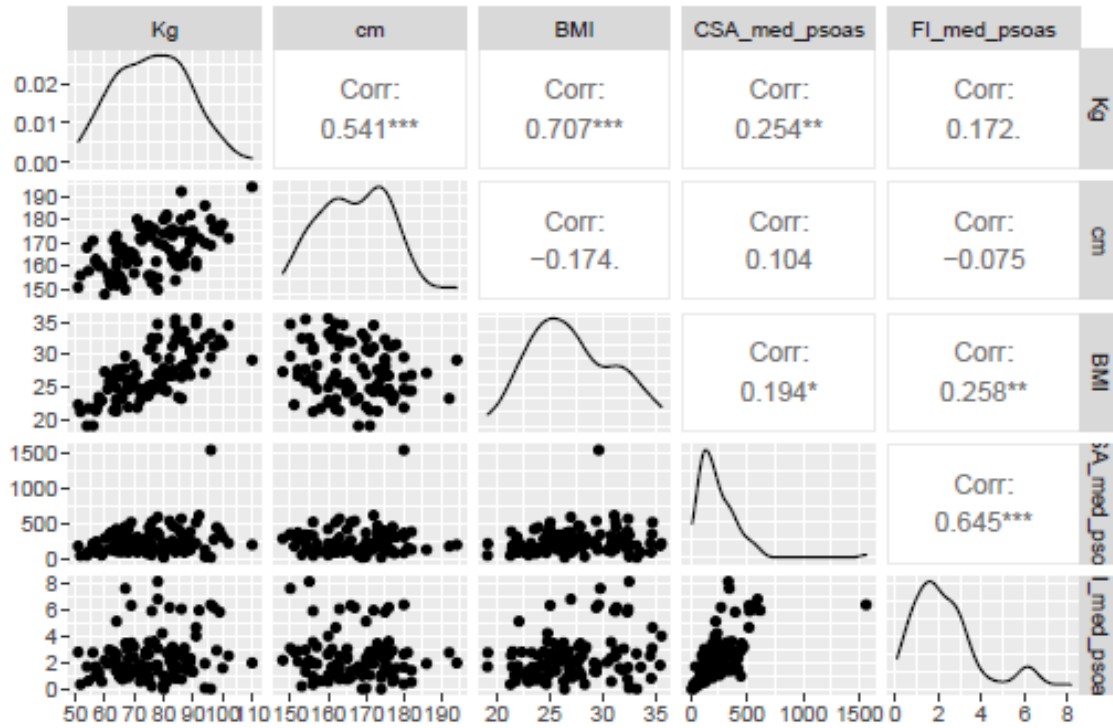 Kg cm BMI CSA_med_psoas FI_med_psoas
0.02
0.01
0.00
Corr:
0.541***
Corr:
0.707***
Corr:
0.254**
Corr:
0.172.
Kg
190
180
170
160
150
Corr:
−0.174.
Corr:
0.104
Corr:
−0.075
cm
35
30
25
20
Corr:
0.194*
Corr:
0.258**
BMI
1500
1000
500
0
Corr:
0.645***
SA_med_pso
8
6
4
2
0
I_med_psoa
50 60 70 80 90 100 110 150 160 170 180 190 20 25 30 35 0 500 1000 1500 0 2 4 6 8